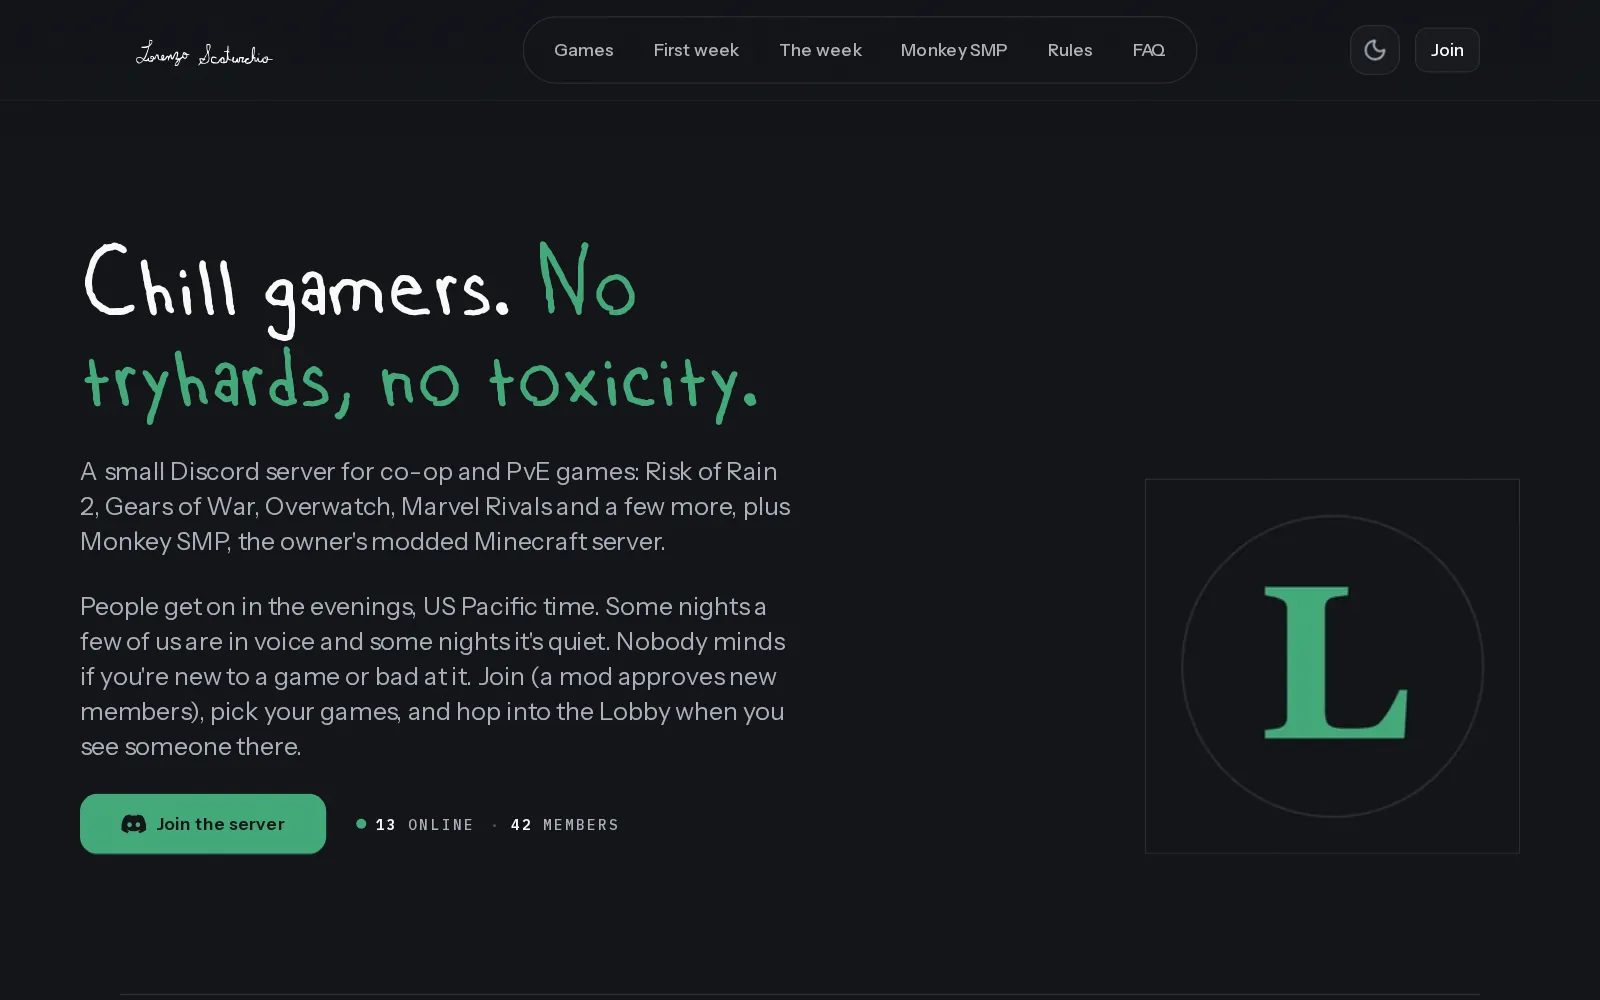 Lorenzo Scaturchio
Games First week The week Monkey SMP Rules FAQ
Join
Chill gamers. No
tryhards, no toxicity.
A small Discord server for co-op and PvE games: Risk of Rain
2, Gears of War, Overwatch, Marvel Rivals and a few more, plus
Monkey SMP, the owner's modded Minecraft server.
People get on in the evenings, US Pacific time. Some nights a
few of us are in voice and some nights it's quiet. Nobody minds
if you're new to a game or bad at it. Join (a mod approves new
members), pick your games, and hop into the Lobby when you
see someone there.
Join the server
13 ONLINE · 42 MEMBERS
L